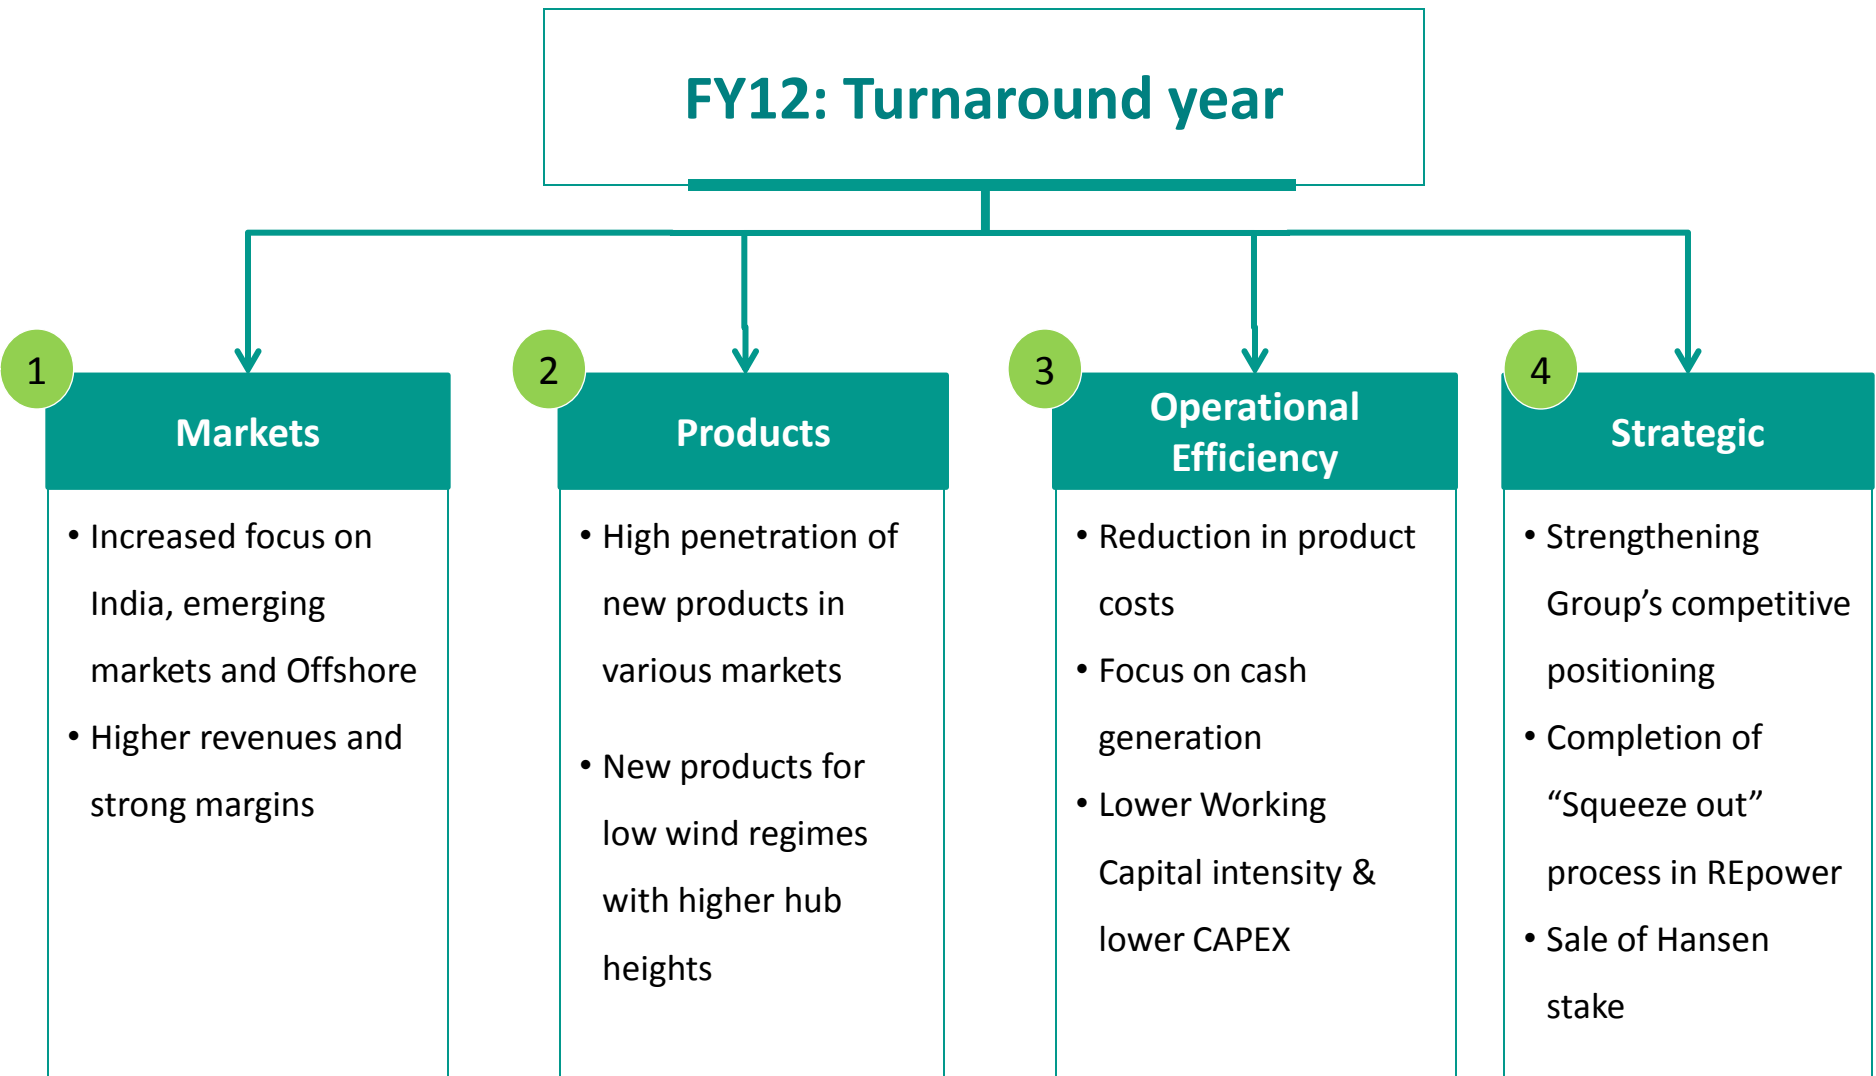 FY12: Turnaround year
1
Markets
• Increased focus on
India, emerging
markets and Offshore
• Higher revenues and
strong margins
2
Products
• High penetration of
new products in
various markets
• New products for
low wind regimes
with higher hub
heights
3
Operational
Efficiency
• Reduction in product
costs
• Focus on cash
generation
• Lower Working
Capital intensity &
lower CAPEX
4
Strategic
• Strengthening
Group’s competitive
positioning
• Completion of
“Squeeze out”
process in REpower
• Sale of Hansen
stake